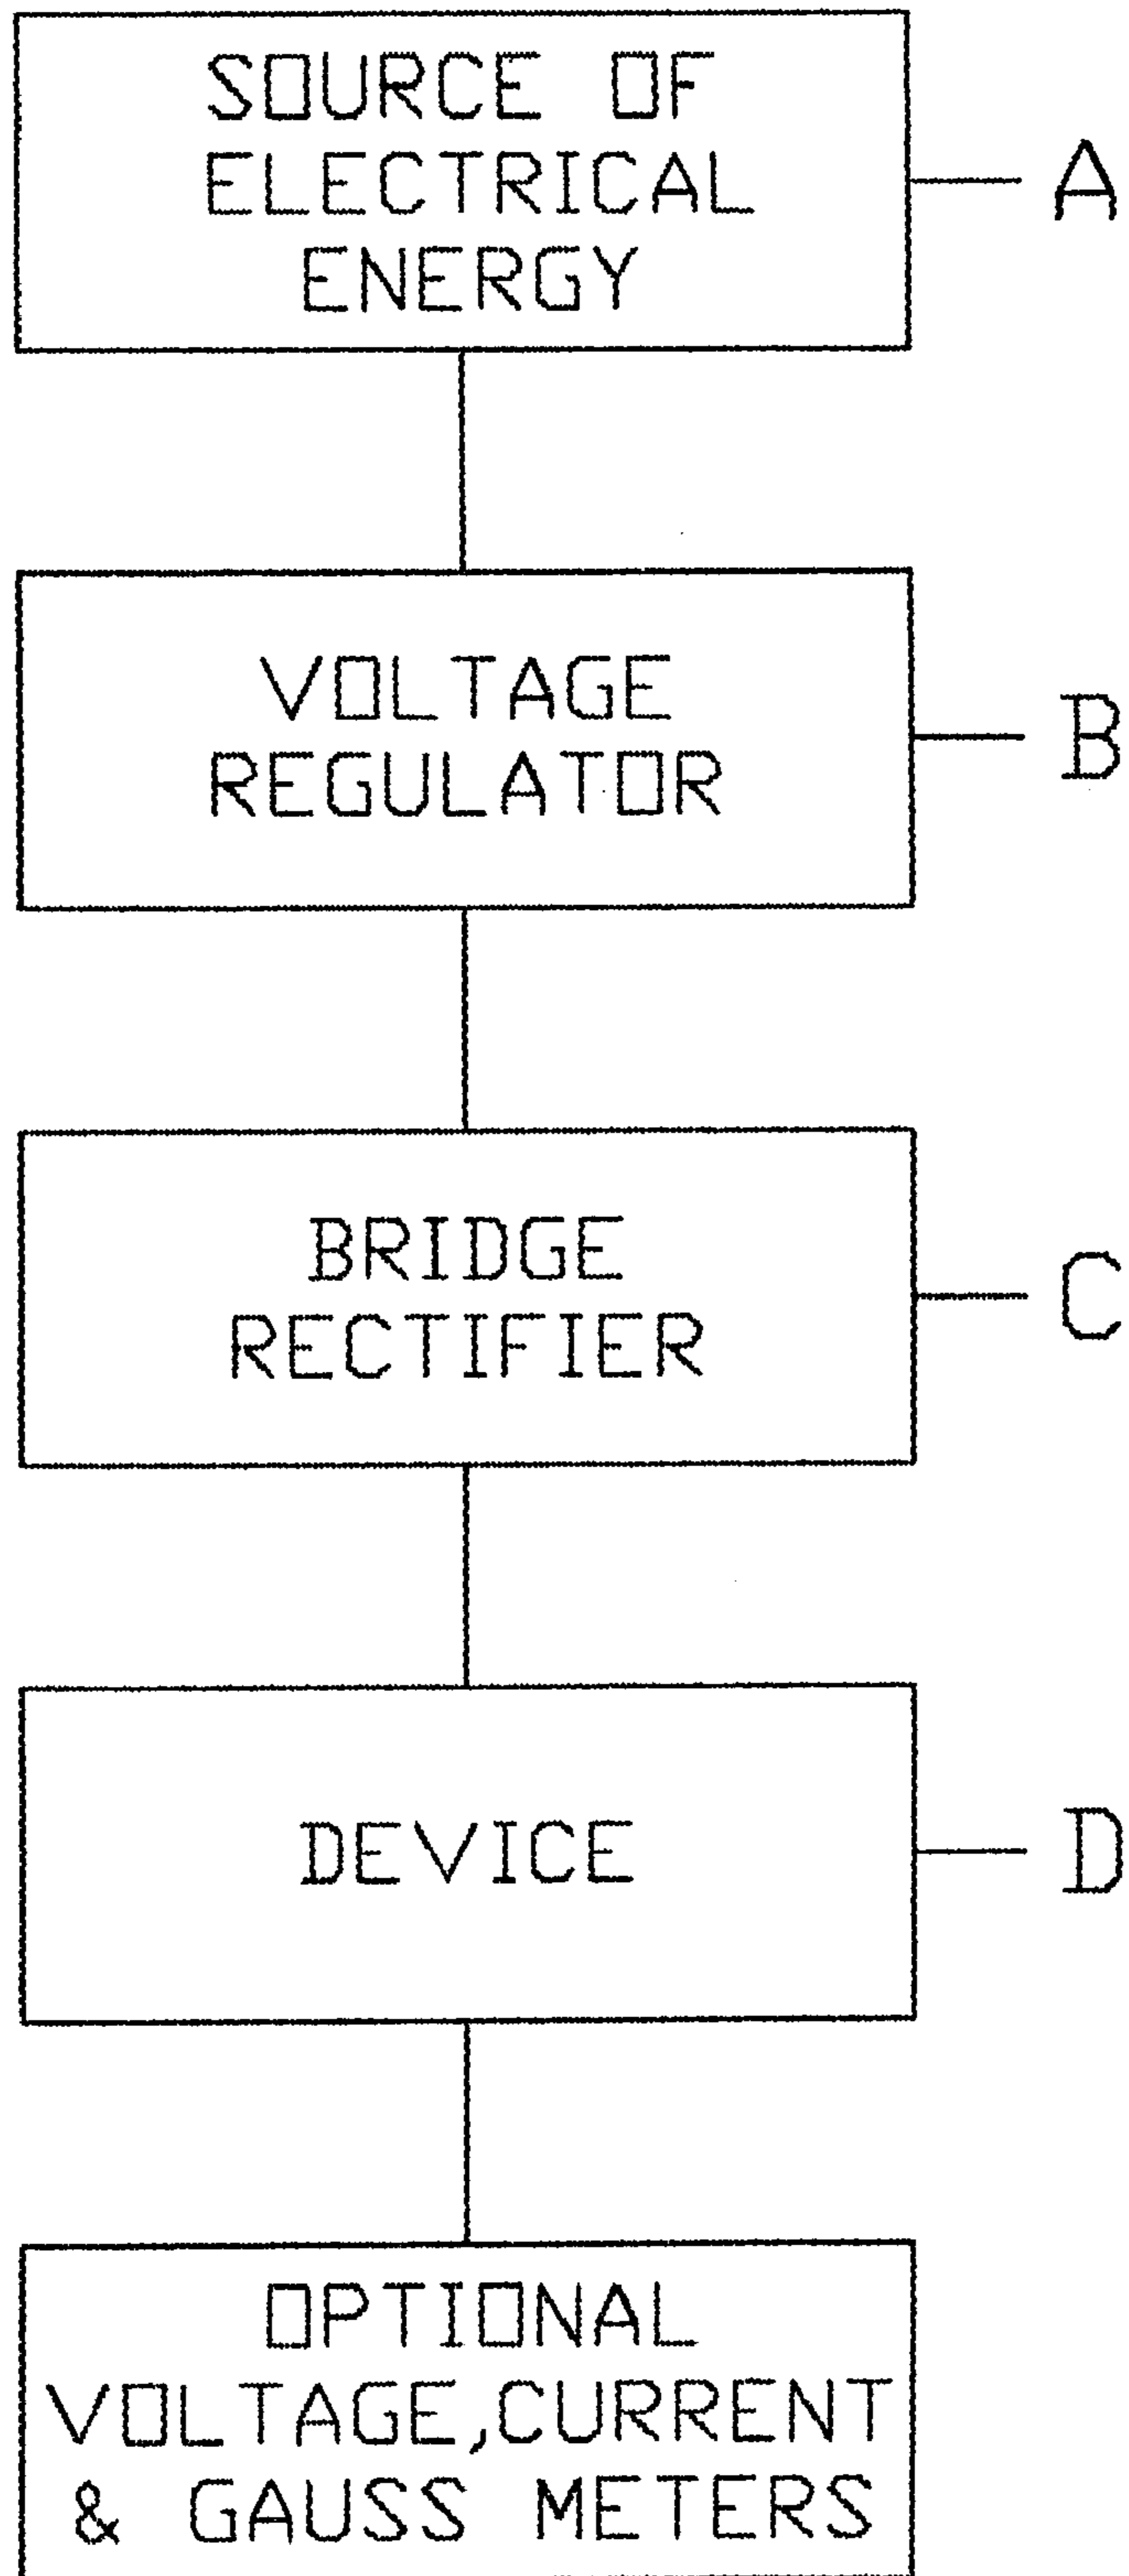 SOURCE OF
ELECTRICAL
ENERGY
A
VOLTAGE
REGULATOR
B
BRIDGE
RECTIFIER
C
DEVICE
D
OPTIONAL
VOLTAGE,CURRENT
& GAUSS METERS